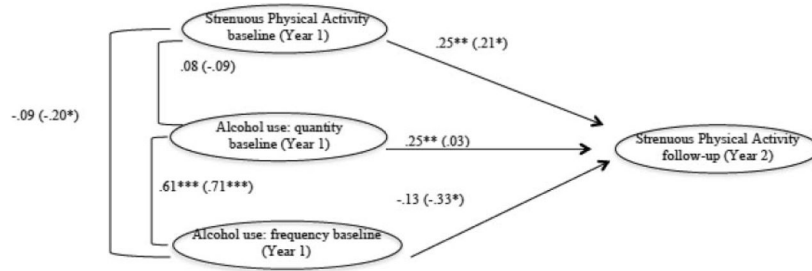 Strenuous Physical Activity
baseline (Year 1)
.25** (.21*)
.08 (-.09)
-.09 (-.20*)
Alcohol use: quantity
baseline (Year 1)
.25** (.03)
Strenuous Physical Activity
follow-up (Year 2)
.61*** (.71***)
-.13 (-.33*)
Alcohol use: frequency baseline
(Year 1)